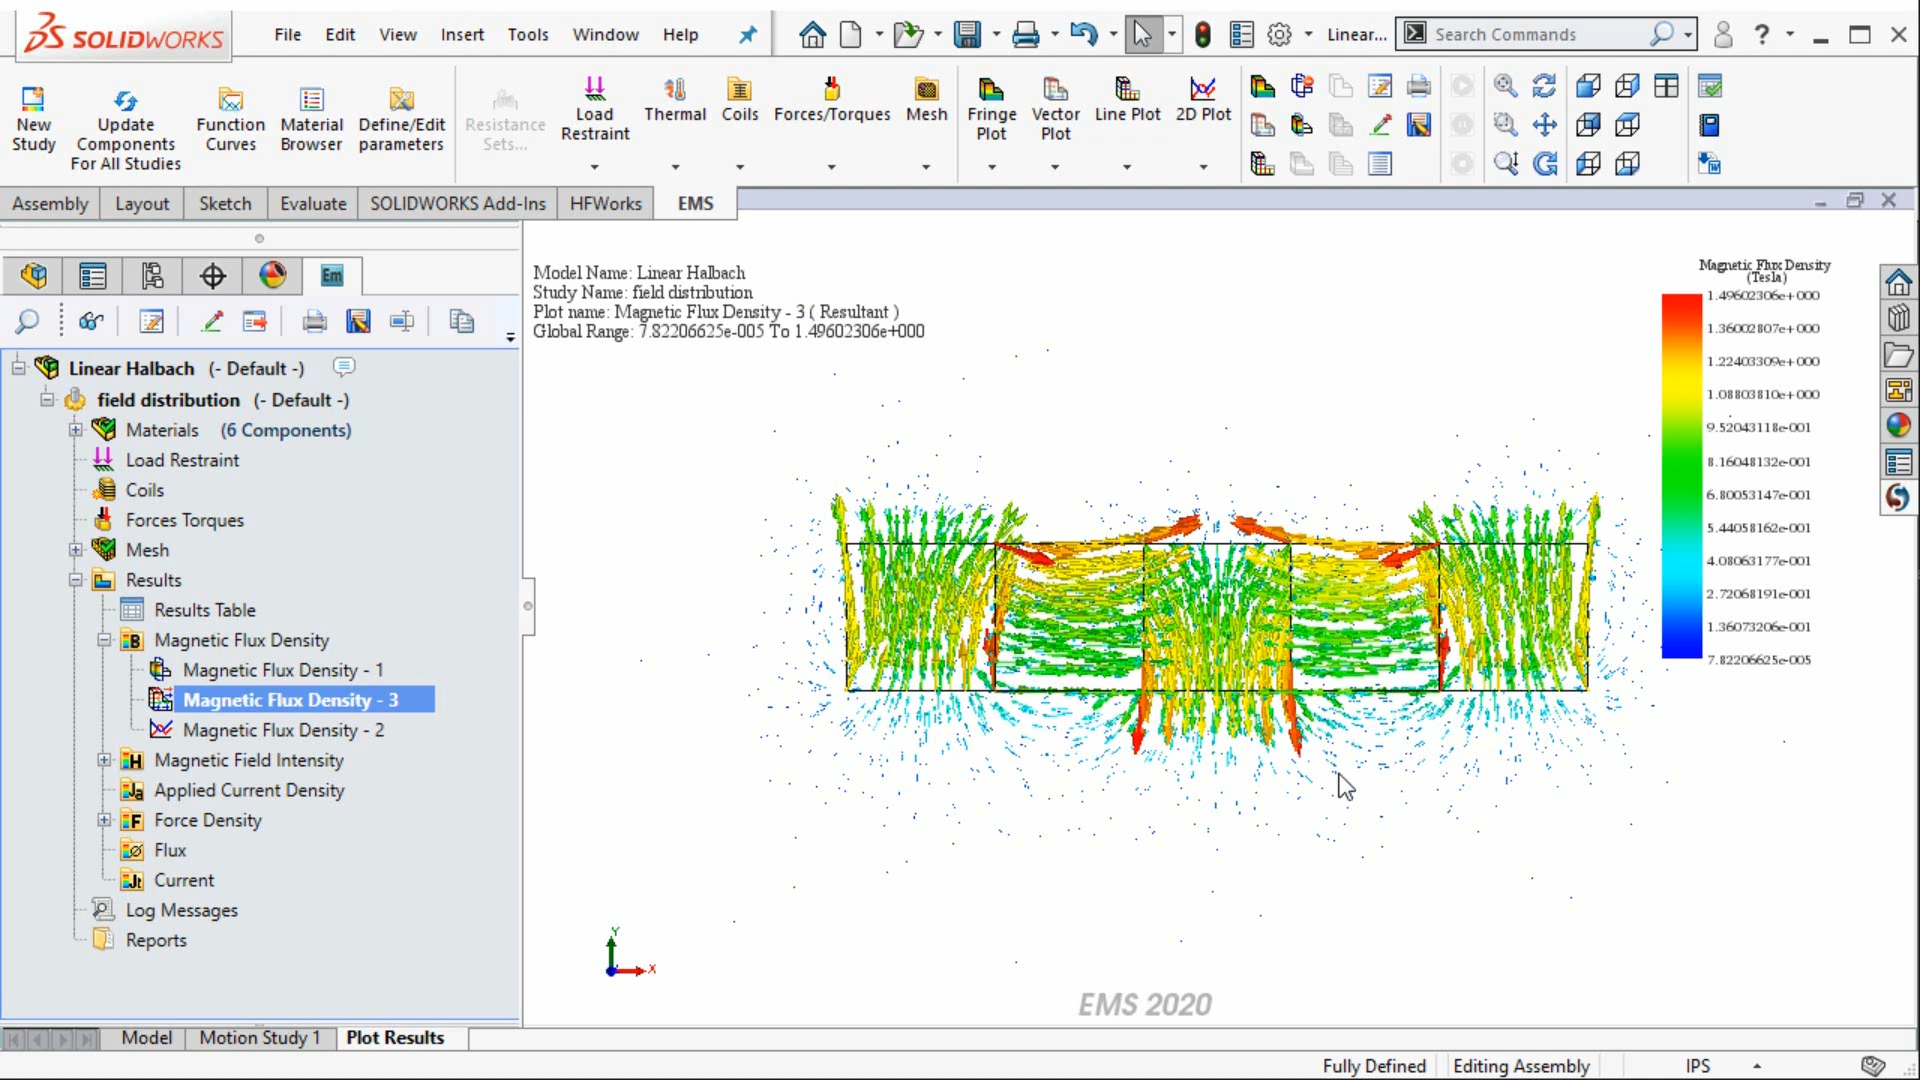 SOLIDWORKS
File Edit View Insert Tools Window Help
Linear...
Search Commands
?
New Study
Update Components For All Studies
Function Curves
Material Browser
Define/Edit parameters
Resistance Sets...
Load Restraint
Thermal
Coils
Forces/Torques
Mesh
Fringe Plot
Vector Plot
Line Plot
2D Plot
Assembly Layout Sketch Evaluate SOLIDWORKS Add-Ins HFWorks EMS
Em
Linear Halbach (- Default -)
field distribution (- Default -)
Materials (6 Components)
Load Restraint
Coils
Forces Torques
Mesh
Results
Results Table
Magnetic Flux Density
Magnetic Flux Density - 1
Magnetic Flux Density - 3
Magnetic Flux Density - 2
Magnetic Field Intensity
Applied Current Density
Force Density
Flux
Current
Log Messages
Reports
Model Name: Linear Halbach
Study Name: field distribution
Plot name: Magnetic Flux Density - 3 ( Resultant )
Global Range: 7.82206625e-005 To 1.49602306e+000
Magnetic Flux Density
(Tesla)
1.49602306e+000
1.36002807e+000
1.22403309e+000
1.08803810e+000
9.52043118e-001
8.16048132e-001
6.80053147e-001
5.44058162e-001
4.08063177e-001
2.72068191e-001
1.36073206e-001
7.82206625e-005
Y
X
EMS 2020
Model Motion Study 1 Plot Results
Fully Defined Editing Assembly IPS